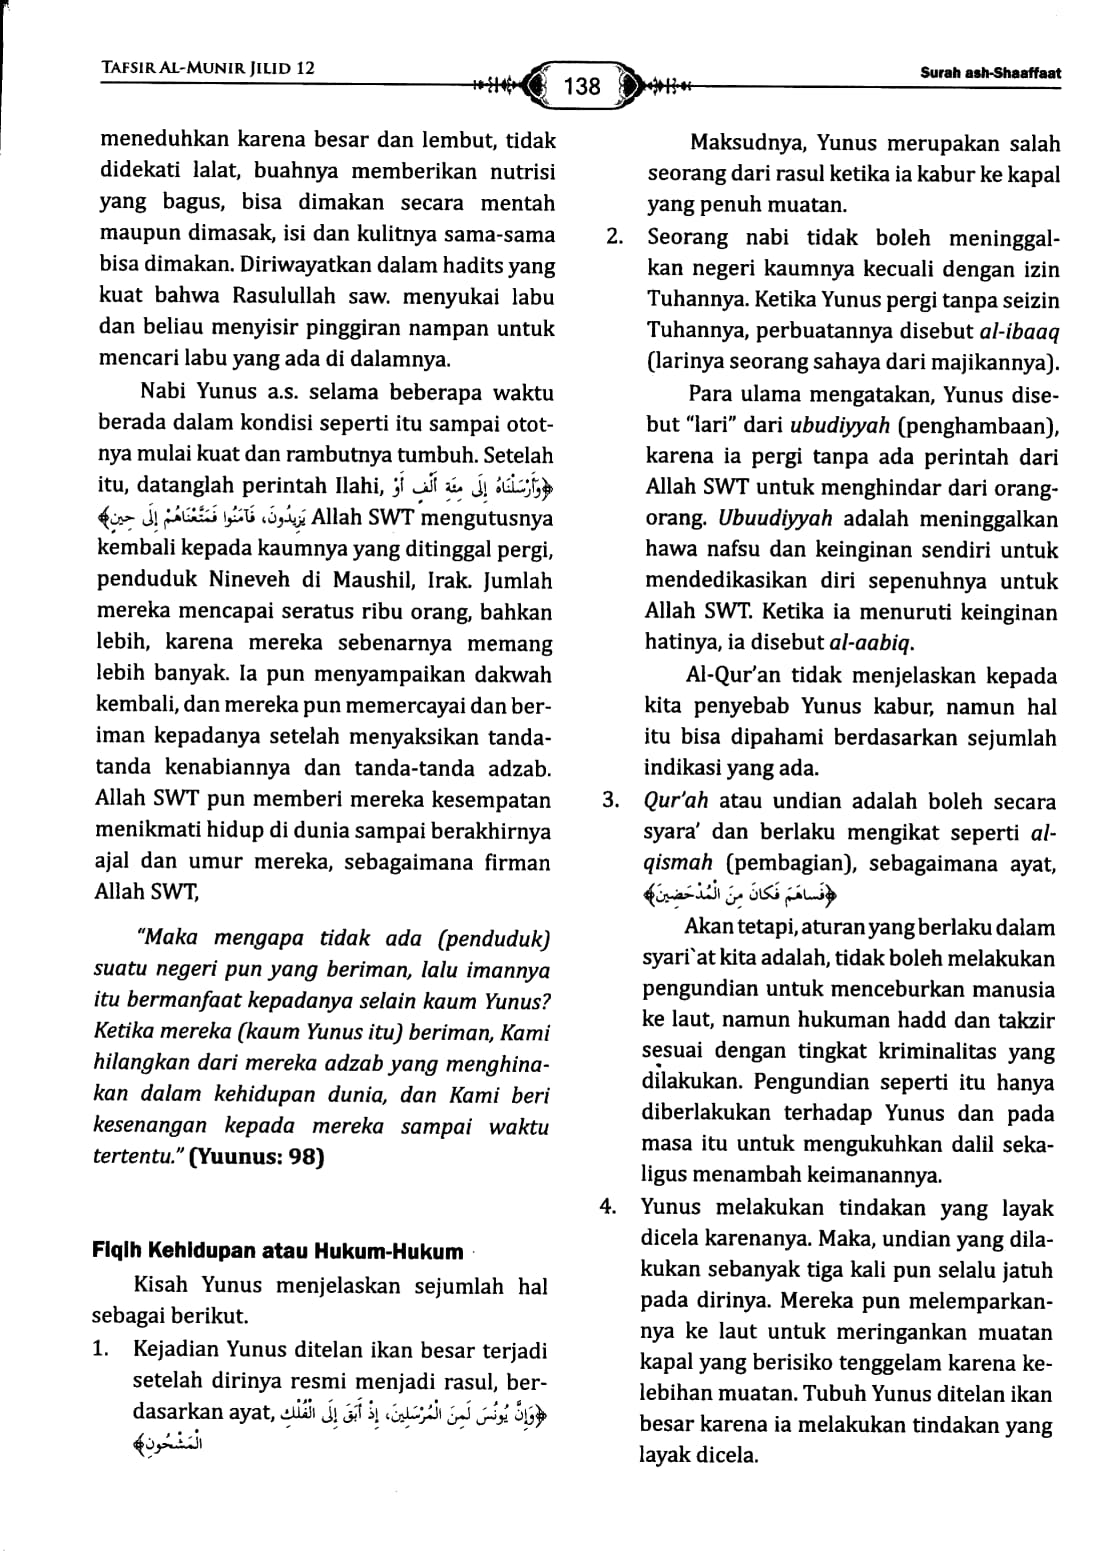 TAFSIR AL-MUNIR JILID 12
138
Surah ash-Shaaffaat
meneduhkan karena besar dan lembut, tidak
didekati lalat, buahnya memberikan nutrisi
yang bagus, bisa dimakan secara mentah
maupun dimasak, isi dan kulitnya sama-sama
bisa dimakan. Diriwayatkan dalam hadits yang
kuat bahwa Rasulullah saw. menyukai labu
dan beliau menyisir pinggiran nampan untuk
mencari labu yang ada di dalamnya.
Nabi Yunus a.s. selama beberapa waktu
berada dalam kondisi seperti itu sampai otot-
nya mulai kuat dan rambutnya tumbuh. Setelah
itu, datanglah perintah Ilahi, ﴿وَأَرْسَلْنَاهُ إِلَى مِئَةِ أَلْفٍ أَوْ
يَزِيدُونَ، فَآمَنُوا فَمَتَّعْنَاهُمْ إِلَى حِينٍ﴾ Allah SWT mengutusnya
kembali kepada kaumnya yang ditinggal pergi,
penduduk Nineveh di Maushil, Irak. Jumlah
mereka mencapai seratus ribu orang, bahkan
lebih, karena mereka sebenarnya memang
lebih banyak. Ia pun menyampaikan dakwah
kembali, dan mereka pun memercayai dan ber-
iman kepadanya setelah menyaksikan tanda-
tanda kenabiannya dan tanda-tanda adzab.
Allah SWT pun memberi mereka kesempatan
menikmati hidup di dunia sampai berakhirnya
ajal dan umur mereka, sebagaimana firman
Allah SWT,
"Maka mengapa tidak ada (penduduk)
suatu negeri pun yang beriman, lalu imannya
itu bermanfaat kepadanya selain kaum Yunus?
Ketika mereka (kaum Yunus itu) beriman, Kami
hilangkan dari mereka adzab yang menghina-
kan dalam kehidupan dunia, dan Kami beri
kesenangan kepada mereka sampai waktu
tertentu." (Yuunus: 98)
Fiqih Kehidupan atau Hukum-Hukum
Kisah Yunus menjelaskan sejumlah hal
sebagai berikut.
1. Kejadian Yunus ditelan ikan besar terjadi
setelah dirinya resmi menjadi rasul, ber-
dasarkan ayat, ﴿وَإِنَّ يُونُسَ لَمِنَ الْمُرْسَلِينَ، إِذْ أَبَقَ إِلَى الْفُلْكِ
الْمَشْحُونِ﴾
Maksudnya, Yunus merupakan salah
seorang dari rasul ketika ia kabur ke kapal
yang penuh muatan.
2. Seorang nabi tidak boleh meninggal-
kan negeri kaumnya kecuali dengan izin
Tuhannya. Ketika Yunus pergi tanpa seizin
Tuhannya, perbuatannya disebut al-ibaaq
(larinya seorang sahaya dari majikannya).
Para ulama mengatakan, Yunus dise-
but "lari" dari ubudiyyah (penghambaan),
karena ia pergi tanpa ada perintah dari
Allah SWT untuk menghindar dari orang-
orang. Ubuudiyyah adalah meninggalkan
hawa nafsu dan keinginan sendiri untuk
mendedikasikan diri sepenuhnya untuk
Allah SWT. Ketika ia menuruti keinginan
hatinya, ia disebut al-aabiq.
Al-Qur'an tidak menjelaskan kepada
kita penyebab Yunus kabur, namun hal
itu bisa dipahami berdasarkan sejumlah
indikasi yang ada.
3. Qur'ah atau undian adalah boleh secara
syara' dan berlaku mengikat seperti al-
qismah (pembagian), sebagaimana ayat,
﴿فَسَاهَمَ فَكَانَ مِنَ الْمُدْحَضِينَ﴾
Akan tetapi, aturan yang berlaku dalam
syari`at kita adalah, tidak boleh melakukan
pengundian untuk menceburkan manusia
ke laut, namun hukuman hadd dan takzir
sesuai dengan tingkat kriminalitas yang
dilakukan. Pengundian seperti itu hanya
diberlakukan terhadap Yunus dan pada
masa itu untuk mengukuhkan dalil seka-
ligus menambah keimanannya.
4. Yunus melakukan tindakan yang layak
dicela karenanya. Maka, undian yang dila-
kukan sebanyak tiga kali pun selalu jatuh
pada dirinya. Mereka pun melemparkan-
nya ke laut untuk meringankan muatan
kapal yang berisiko tenggelam karena ke-
lebihan muatan. Tubuh Yunus ditelan ikan
besar karena ia melakukan tindakan yang
layak dicela.